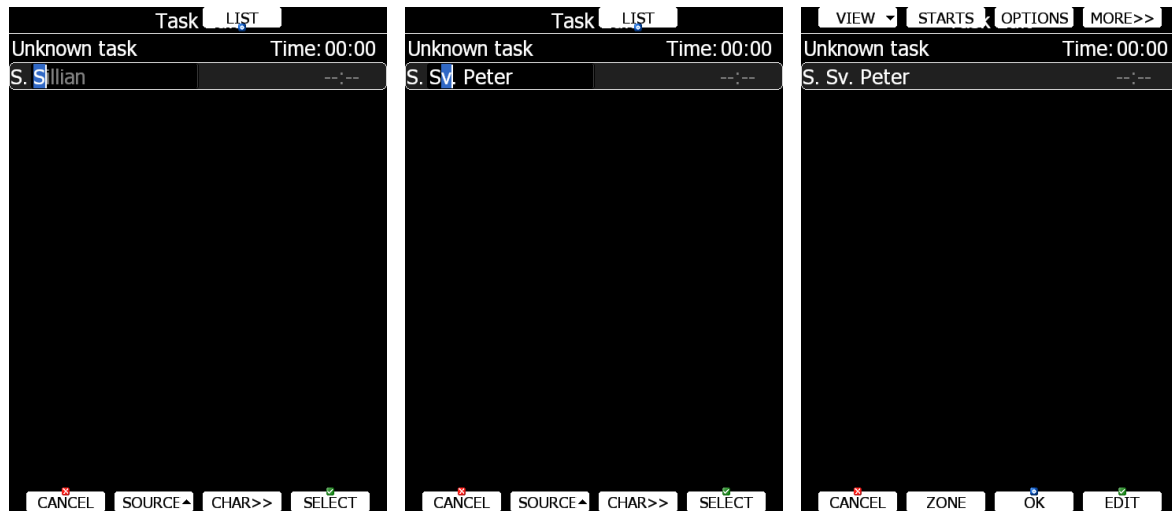 Task LIST
Unknown task Time: 00:00
S. Sillian --:--
CANCEL SOURCE CHAR>> SELECT
Task LIST
Unknown task Time: 00:00
S. Sv. Peter --:--
CANCEL SOURCE CHAR>> SELECT
VIEW STARTS OPTIONS MORE>>
Unknown task Time: 00:00
S. Sv. Peter --:--
CANCEL ZONE OK EDIT